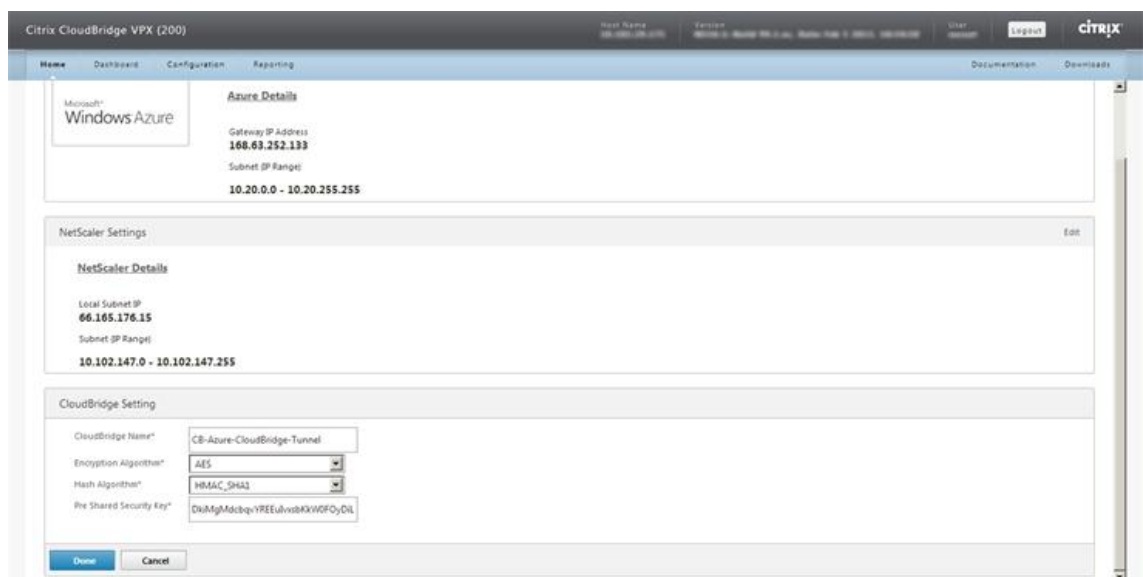 Citrix CloudBridge VPX (200)
Host Name
Version
User
Logout
CITRIX
Home Dashboard Configuration Reporting Documentation Downloads
Microsoft®
Windows Azure
Azure Details
Gateway IP Address
168.63.252.133
Subnet (IP Range)
10.20.0.0 - 10.20.255.255
NetScaler Settings Edit
NetScaler Details
Local Subnet IP
66.165.176.15
Subnet (IP Range)
10.102.147.0 - 10.102.147.255
CloudBridge Setting
CloudBridge Name* CB-Azure-CloudBridge-Tunnel
Encryption Algorithm* AES
Hash Algorithm* HMAC_SHA1
Pre Shared Security Key*
Done Cancel